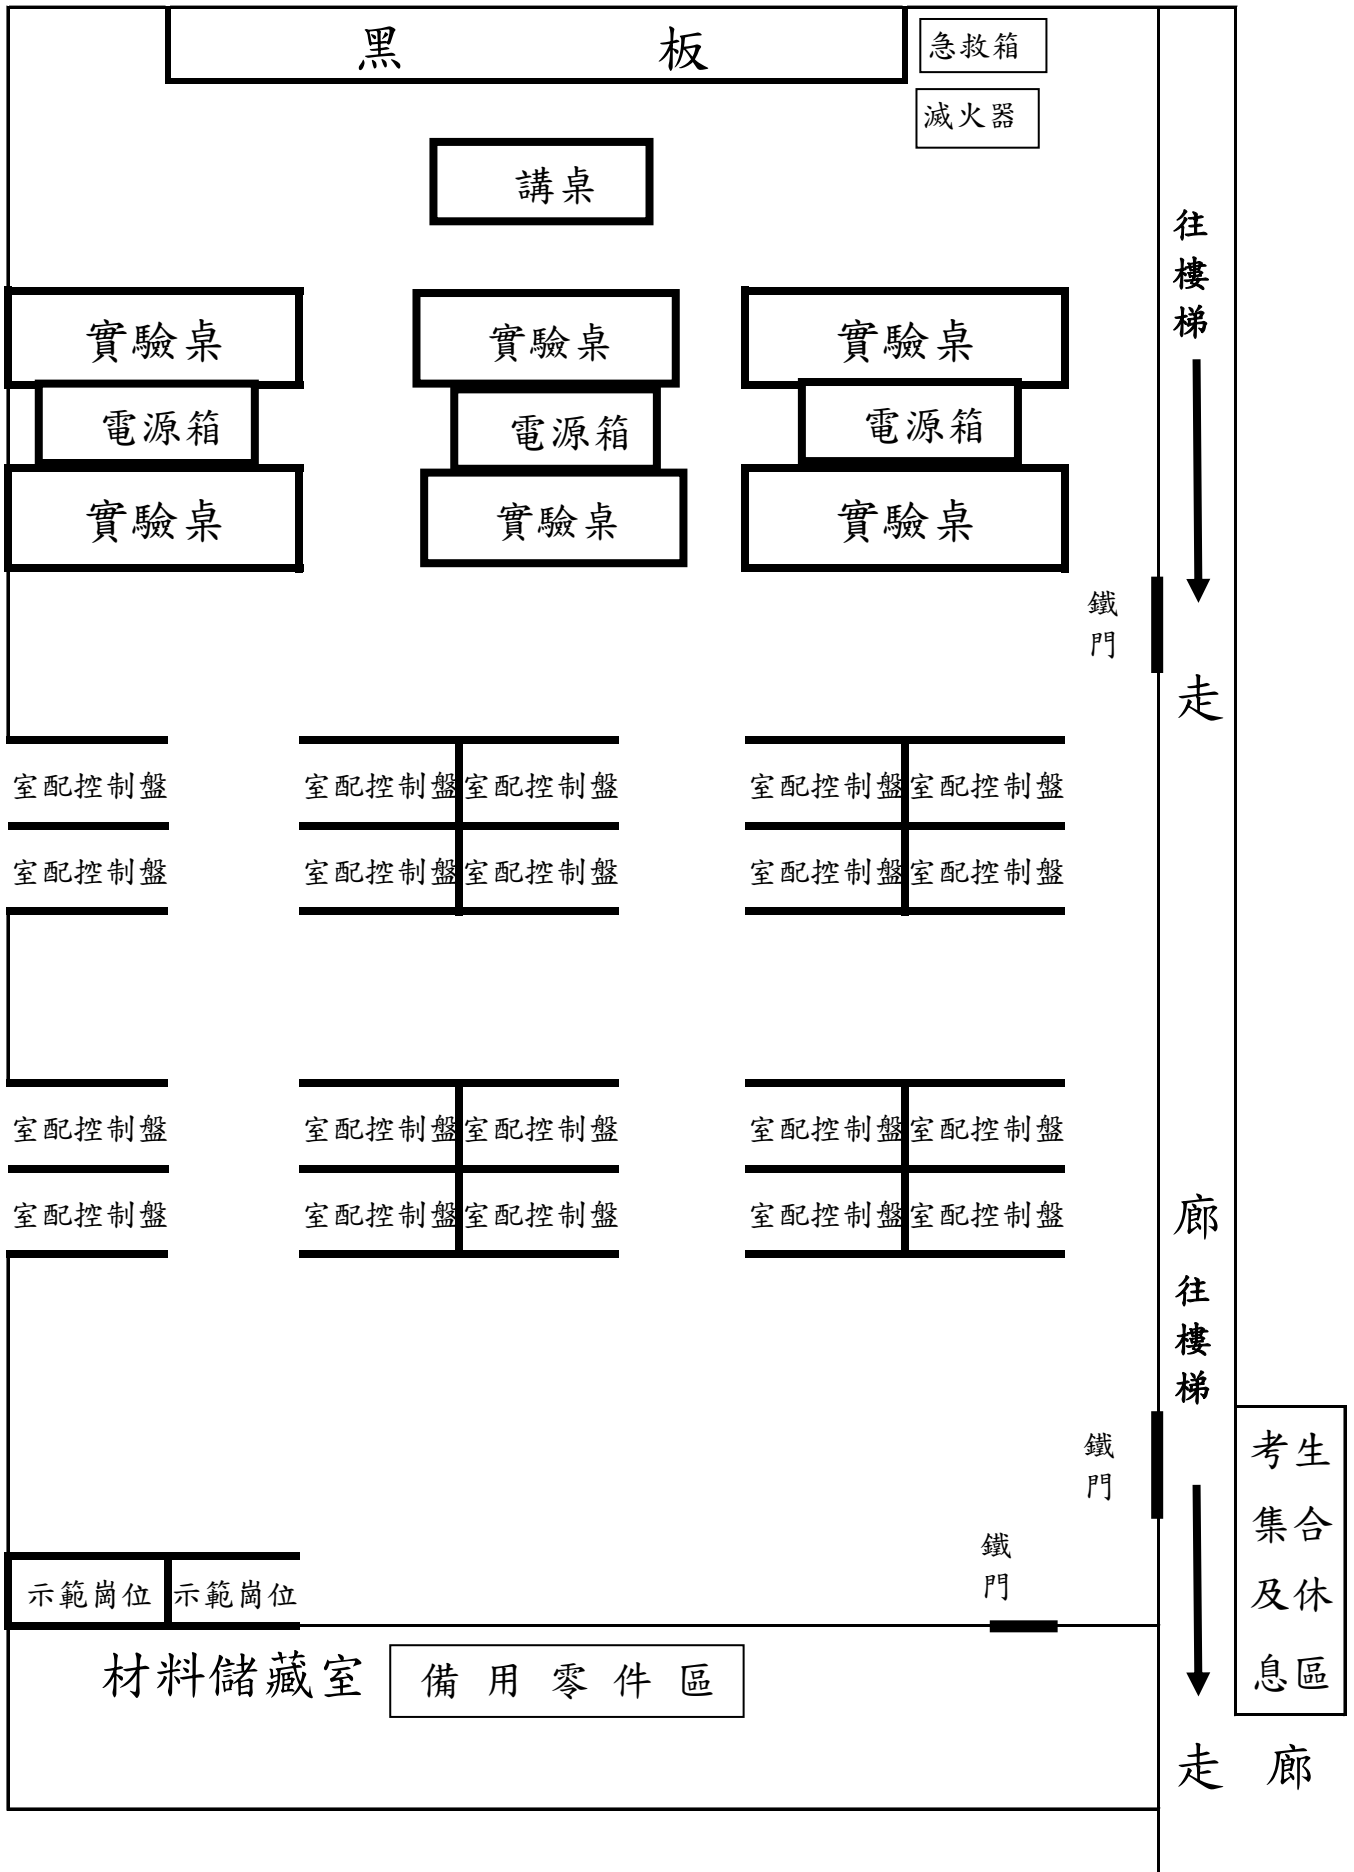 黑 板
急救箱
滅火器
講桌
往樓梯
實驗桌 實驗桌 實驗桌
電源箱 電源箱 電源箱
實驗桌 實驗桌 實驗桌
鐵門
走
室配控制盤 室配控制盤 室配控制盤 室配控制盤 室配控制盤
室配控制盤 室配控制盤 室配控制盤 室配控制盤 室配控制盤
室配控制盤 室配控制盤 室配控制盤 室配控制盤 室配控制盤
室配控制盤 室配控制盤 室配控制盤 室配控制盤 室配控制盤
廊
往樓梯
鐵門
考生
集合
及休
息區
鐵門
示範崗位 示範崗位
材料儲藏室 備用零件區
走 廊